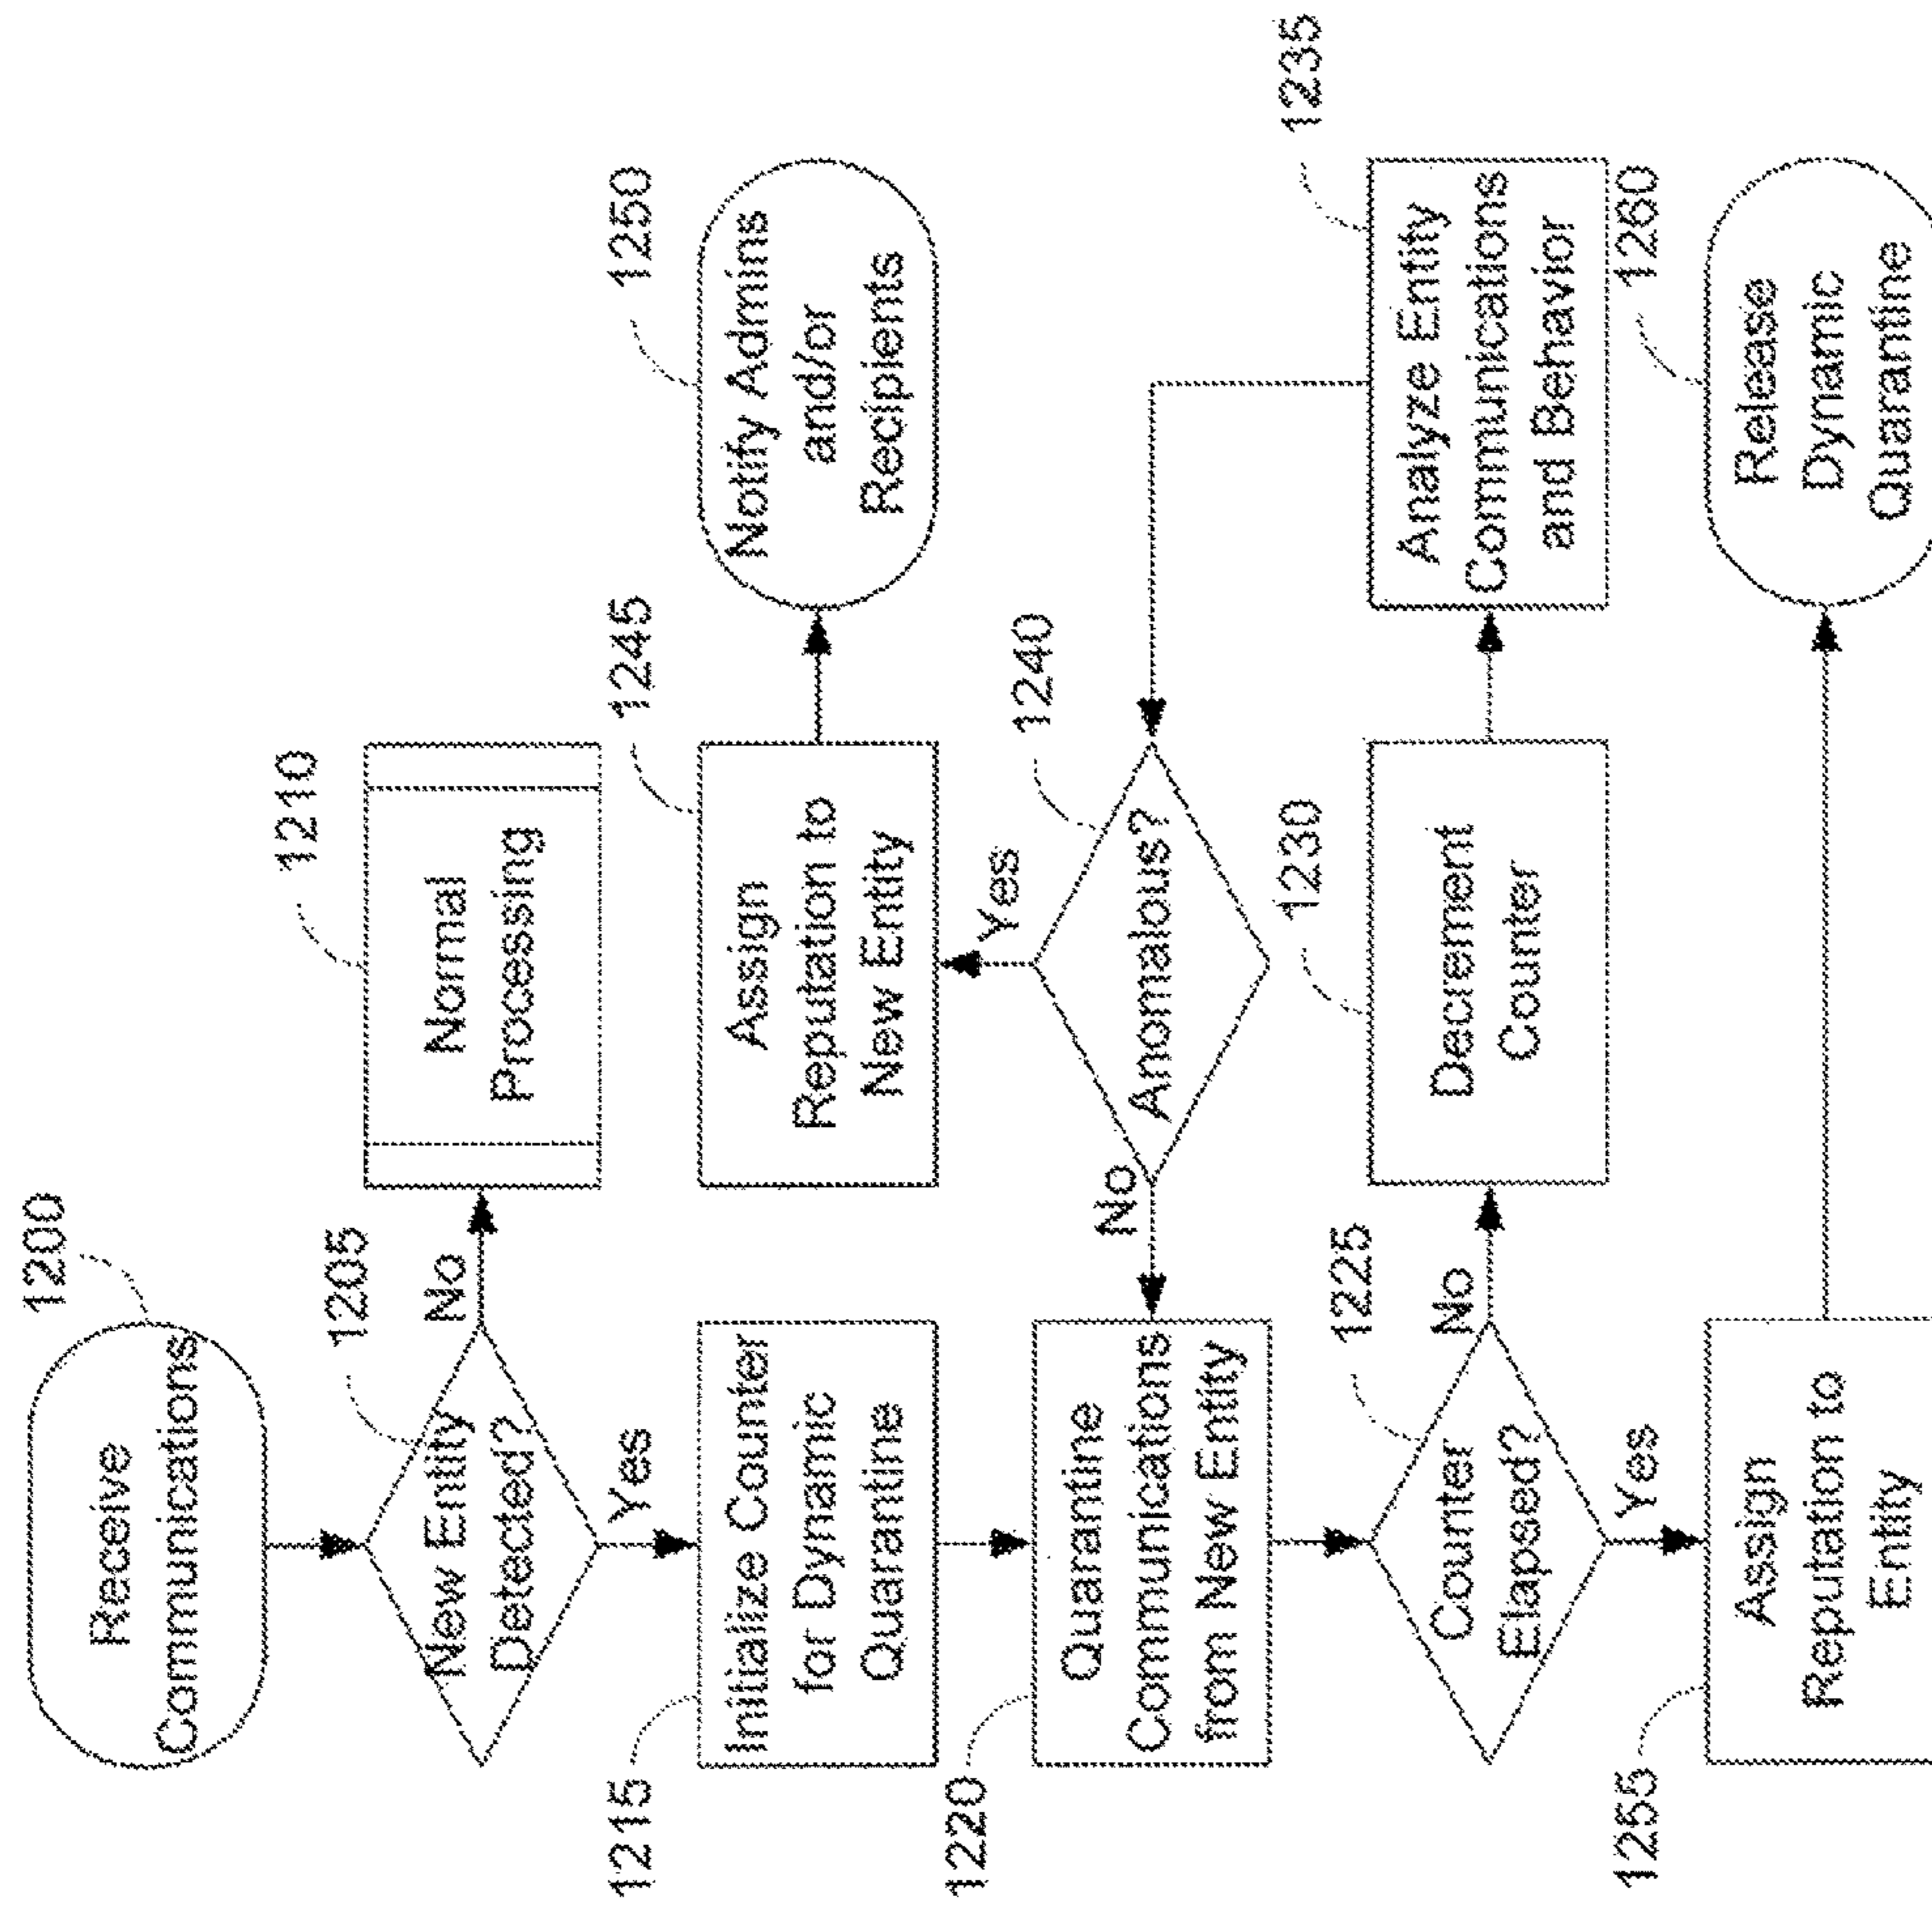 1200
Receive
Communications
1205
New Entity
Detected?
No
Yes
1210
Normal
Processing
1215
Initialize Counter
for Dynamic
Quarantine
1245
Assign
Reputation to
New Entity
1250
Notify Admins
and/or
Recipients
1220
Quarantine
Communications
from New Entity
1240
Anomalous?
Yes
No
1225
Counter
Elapsed?
No
Yes
1230
Decrement
Counter
1235
Analyze Entity
Communications
and Behavior
1255
Assign
Reputation to
Entity
1260
Release
Dynamic
Quarantine